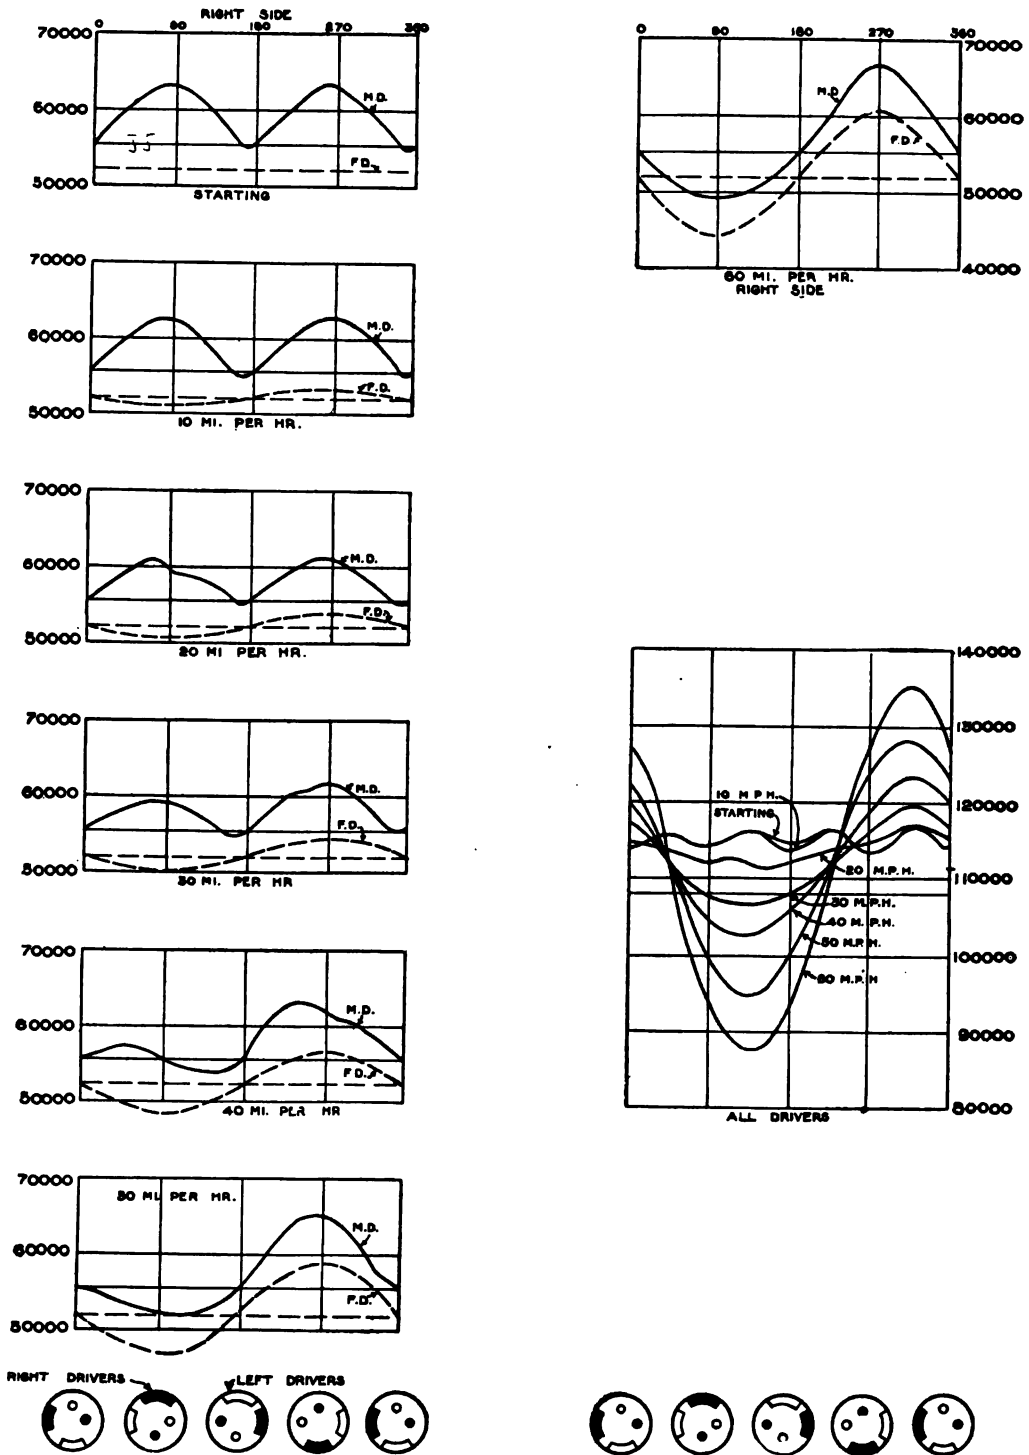 RIGHT SIDE
0 90 180 270 360
70000
60000
50000
M.D.
F.D.
STARTING
70000
60000
50000
M.D.
F.D.
10 MI. PER HR.
70000
60000
50000
M.D.
F.D.
20 MI PER HR.
70000
60000
50000
M.D.
F.D.
30 MI. PER HR
70000
60000
50000
M.D.
F.D.
40 MI. PER HR
70000
60000
50000
50 MI. PER HR.
M.D.
F.D.
RIGHT DRIVERS
LEFT DRIVERS
0 90 180 270 360
70000
60000
50000
40000
M.D
F.D.
60 MI. PER HR.
RIGHT SIDE
140000
130000
120000
110000
100000
90000
80000
10 M.P.H.
STARTING
20 M.P.H.
30 M.P.H.
40 M.P.H.
50 M.P.H.
60 M.P.H
ALL DRIVERS